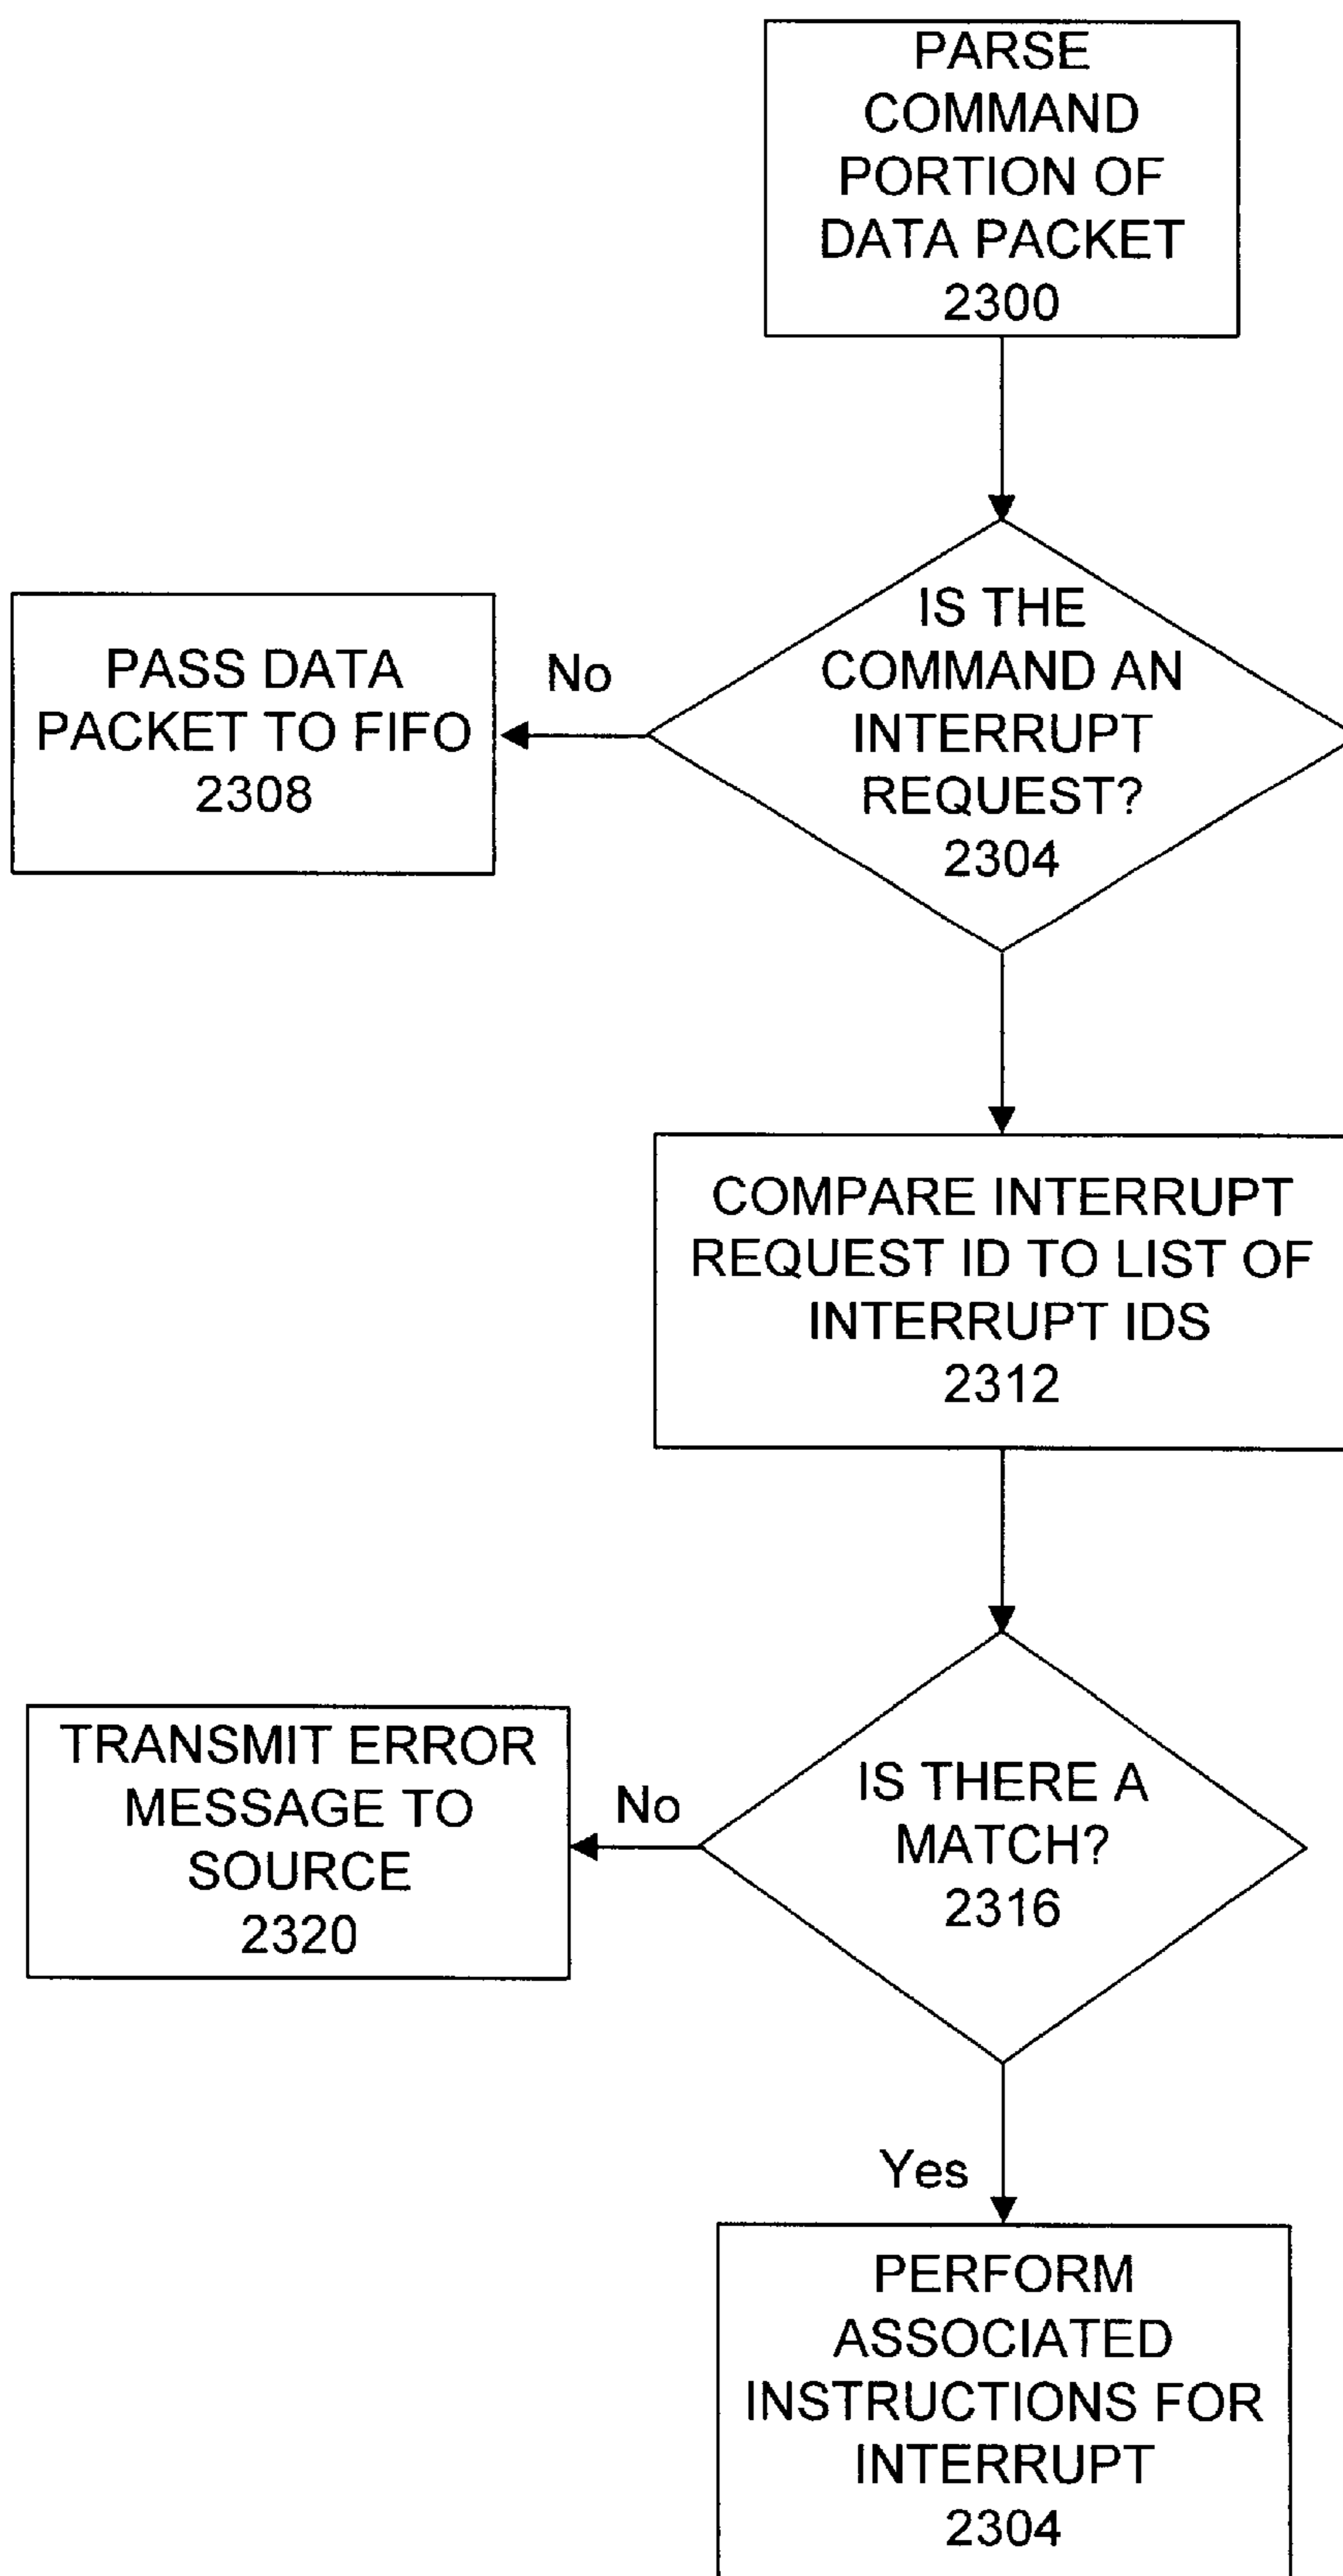 PARSE
COMMAND
PORTION OF
DATA PACKET
2300
IS THE
COMMAND AN
INTERRUPT
REQUEST?
2304
No
PASS DATA
PACKET TO FIFO
2308
COMPARE INTERRUPT
REQUEST ID TO LIST OF
INTERRUPT IDS
2312
IS THERE A
MATCH?
2316
No
TRANSMIT ERROR
MESSAGE TO
SOURCE
2320
Yes
PERFORM
ASSOCIATED
INSTRUCTIONS FOR
INTERRUPT
2304